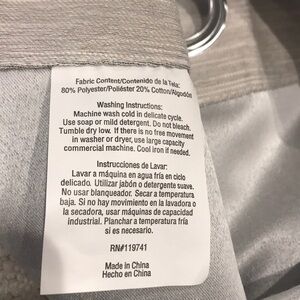 Fabric Content/Contenido de la Tela:
80% Polyester/Poliéster 20% Cotton/Algodón
Washing Instructions:
Machine wash cold in delicate cycle.
Use soap or mild detergent. Do not bleach.
Tumble dry low. If there is no free movement
in washer or dryer, use large capacity
commercial machine. Cool iron if needed.
Instrucciones de Lavar:
Lavar a máquina en agua fría en ciclo
delicado. Utilizar jabón o detergente suave.
No usar blanqueador. Secar a temperatura
baja. Si no hay movimiento en la lavadora o
la secadora, usar máquinas de capacidad
industrial. Planchar a temperatura fría
si es necesario.
RN#119741
Made in China
Hecho en China